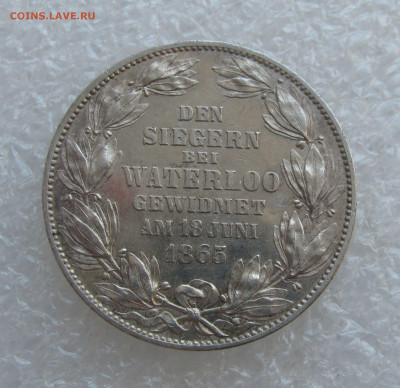 COINS.LAVE.RU
DEN
SIEGERN
BEI
WATERLOO
GEWIDMET
AM 18 JUNI
1865